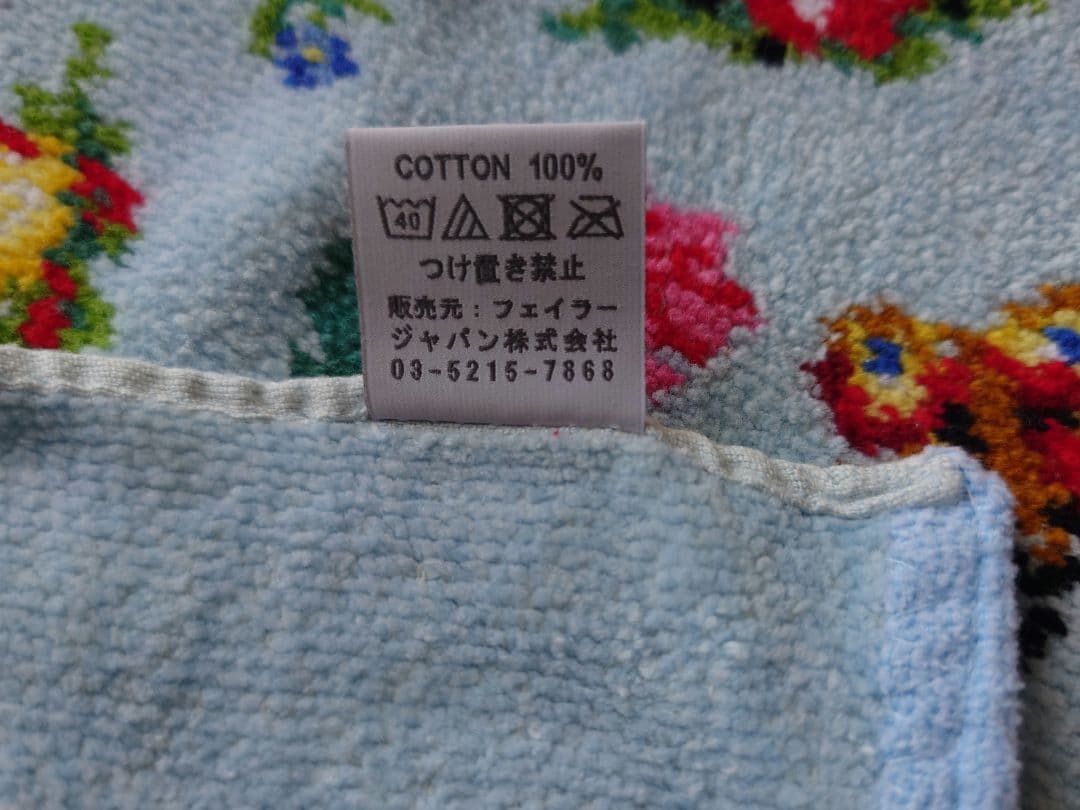 COTTON 100%
40
つけ置き禁止
販売元：フェイラー
ジャパン株式会社
03-5215-7868